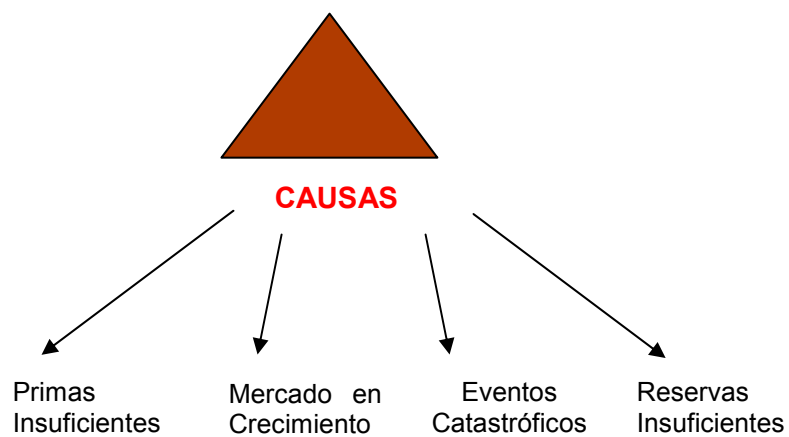 CAUSAS
Primas
Insuficientes
Mercado en
Crecimiento
Eventos
Catastróficos
Reservas
Insuficientes